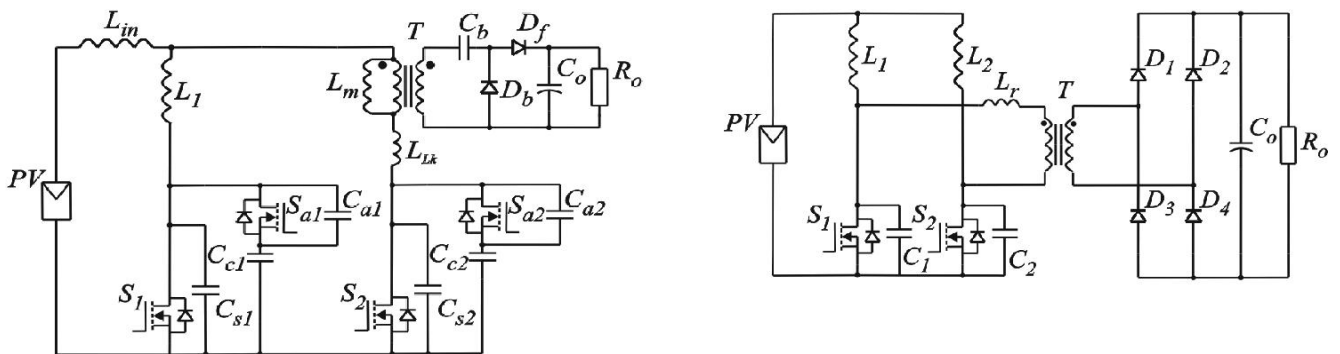 L_in
T
C_b
D_f
L_1
L_m
D_b
C_o
R_o
L_Lk
PV
S_a1
C_a1
S_a2
C_a2
C_c1
C_c2
S_1
C_s1
S_2
C_s2
L_1
L_2
L_r
T
D_1
D_2
PV
C_o
R_o
S_1
S_2
D_3
D_4
C_1
C_2